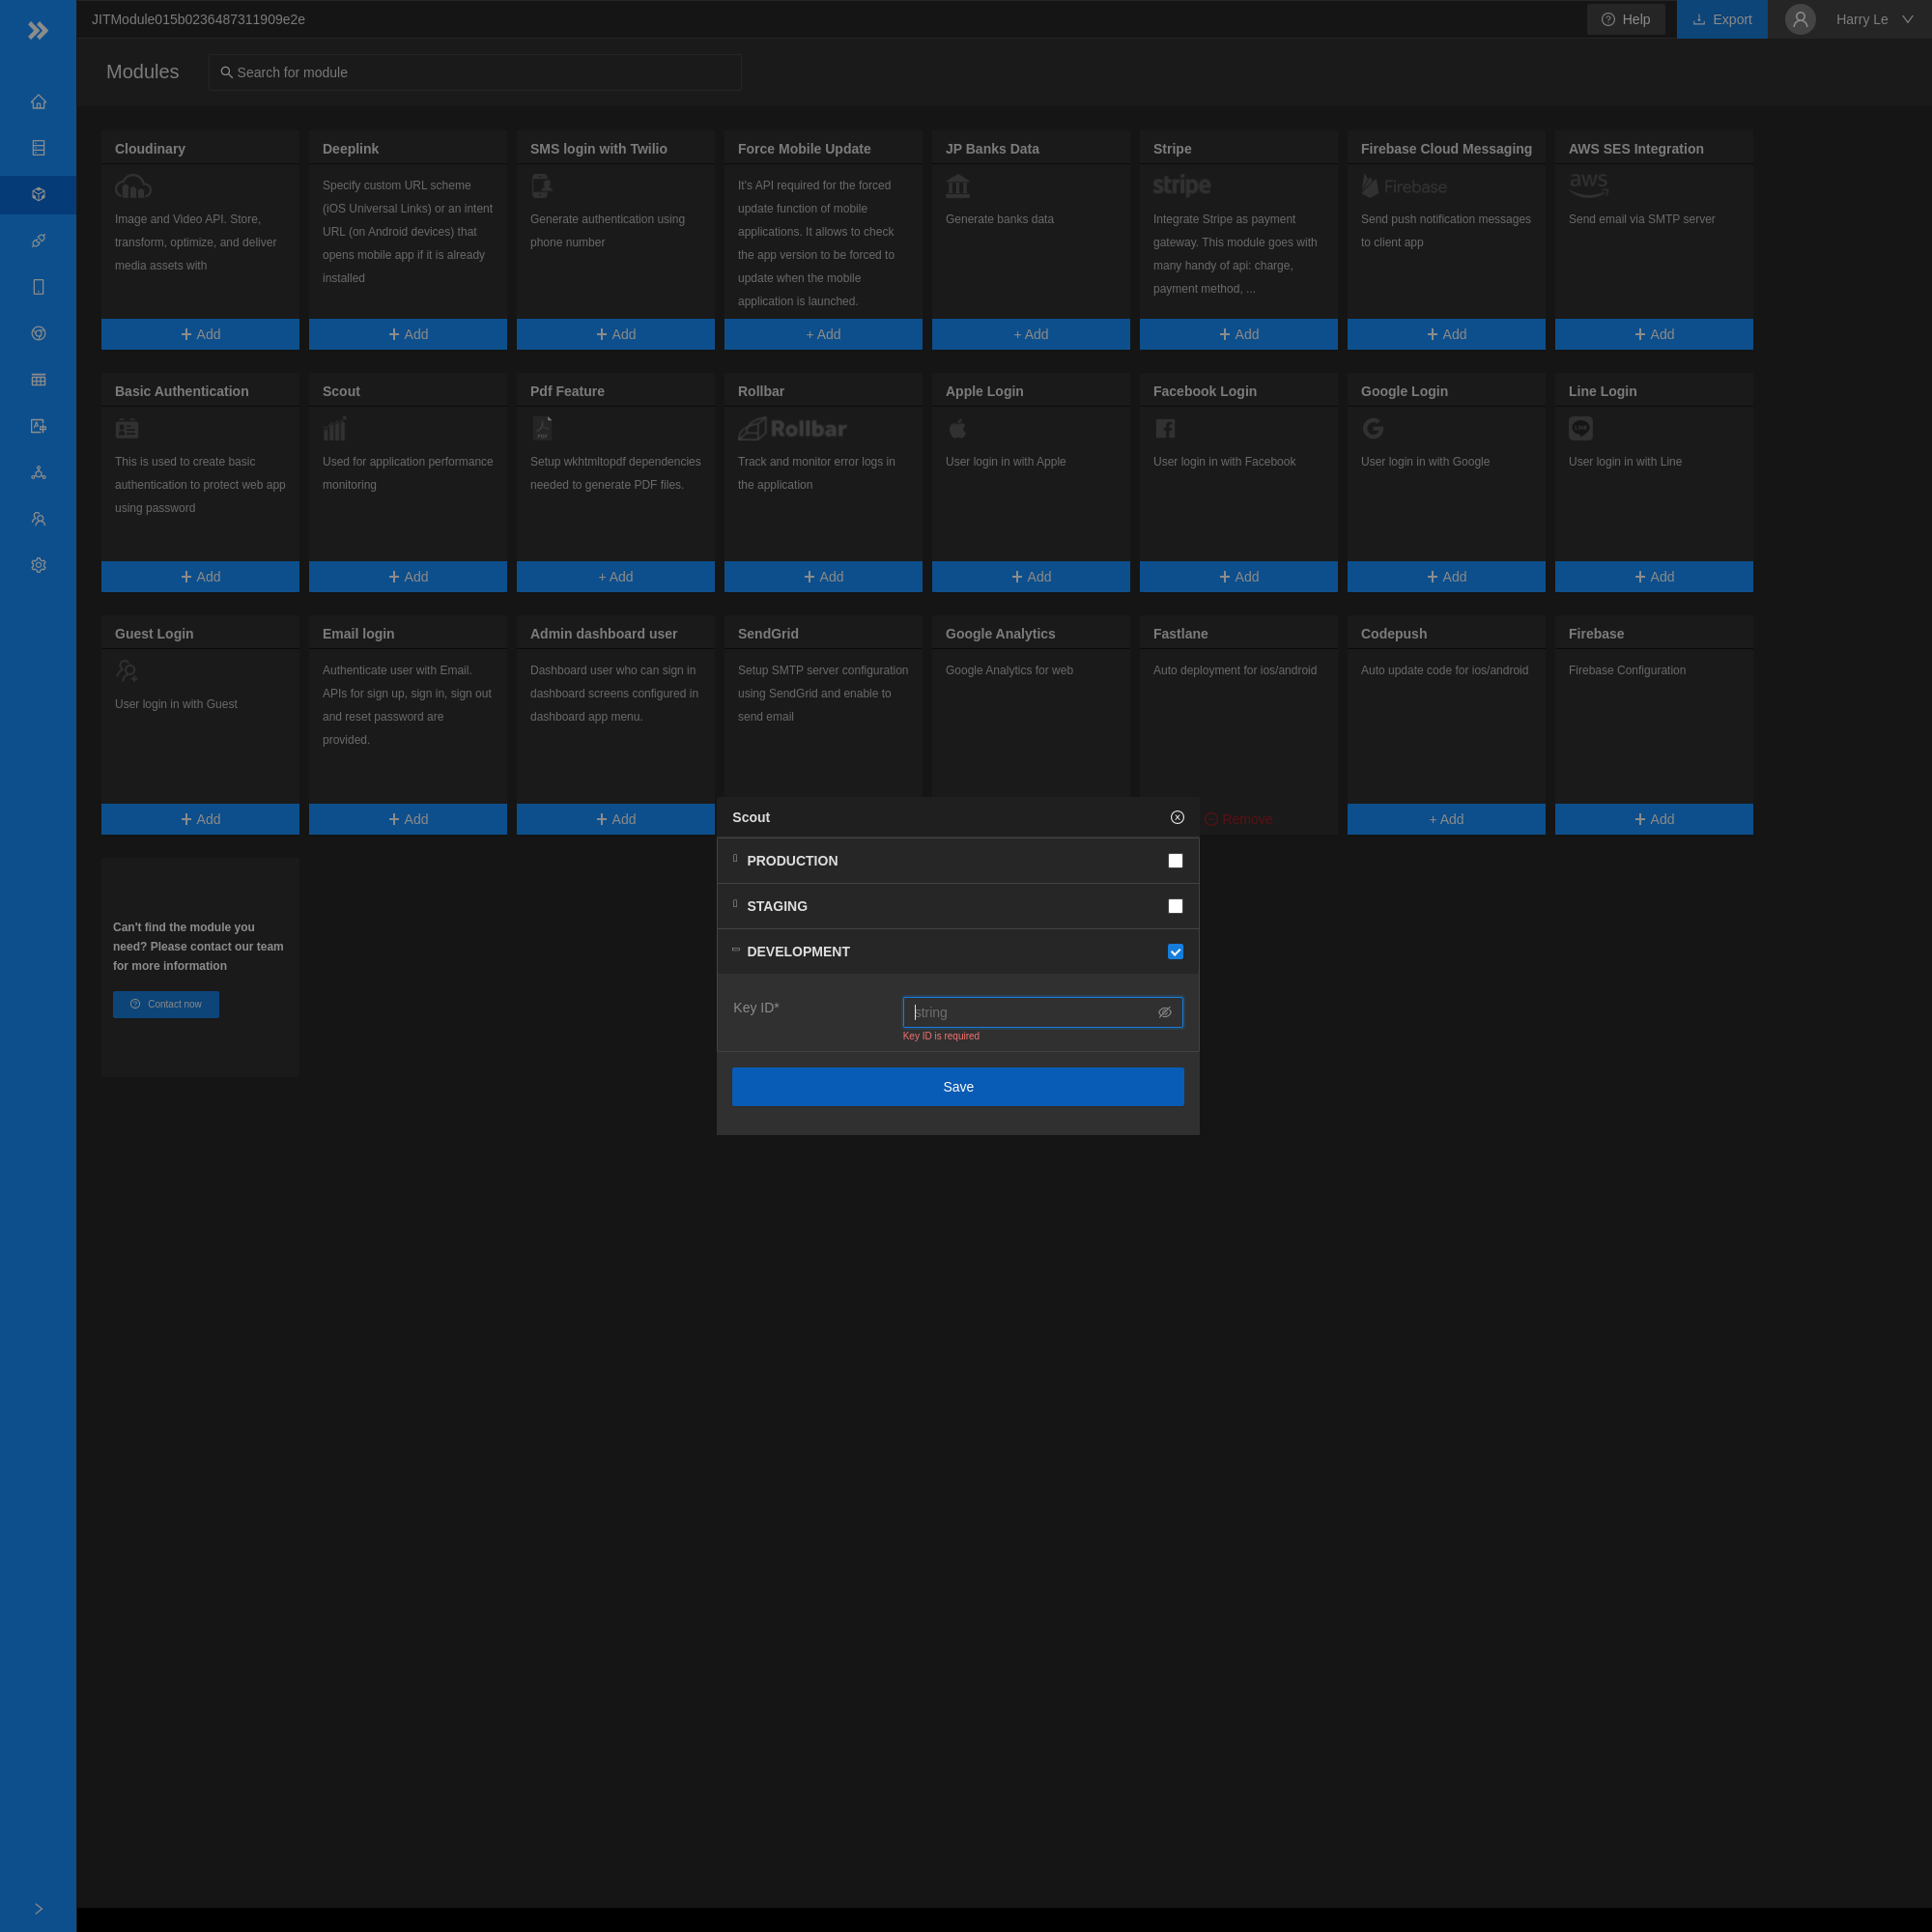 JITModule015b0236487311909e2e
Help
Export
Harry Le
Modules
Search for module
Cloudinary
Image and Video API. Store,
transform, optimize, and deliver
media assets with
Add
Deeplink
Specify custom URL scheme
(iOS Universal Links) or an intent
URL (on Android devices) that
opens mobile app if it is already
installed
Add
SMS login with Twilio
Generate authentication using
phone number
Add
Force Mobile Update
It's API required for the forced
update function of mobile
applications. It allows to check
the app version to be forced to
update when the mobile
application is launched.
+ Add
JP Banks Data
Generate banks data
+ Add
Stripe
stripe
Integrate Stripe as payment
gateway. This module goes with
many handy of api: charge,
payment method, ...
Add
Firebase Cloud Messaging
Firebase
Send push notification messages
to client app
Add
AWS SES Integration
aws
Send email via SMTP server
Add
Basic Authentication
This is used to create basic
authentication to protect web app
using password
Add
Scout
Used for application performance
monitoring
Add
Pdf Feature
PDF
Setup wkhtmltopdf dependencies
needed to generate PDF files.
+ Add
Rollbar
Rollbar
Track and monitor error logs in
the application
Add
Apple Login
User login in with Apple
Add
Facebook Login
User login in with Facebook
Add
Google Login
User login in with Google
Add
Line Login
LINE
User login in with Line
Add
Guest Login
User login in with Guest
Add
Email login
Authenticate user with Email.
APIs for sign up, sign in, sign out
and reset password are
provided.
Add
Admin dashboard user
Dashboard user who can sign in
dashboard screens configured in
dashboard app menu.
Add
SendGrid
Setup SMTP server configuration
using SendGrid and enable to
send email
Google Analytics
Google Analytics for web
Fastlane
Auto deployment for ios/android
Remove
Codepush
Auto update code for ios/android
+ Add
Firebase
Firebase Configuration
Add
Can't find the module you
need? Please contact our team
for more information
Contact now
Scout
PRODUCTION
STAGING
DEVELOPMENT
Key ID*
string
Key ID is required
Save